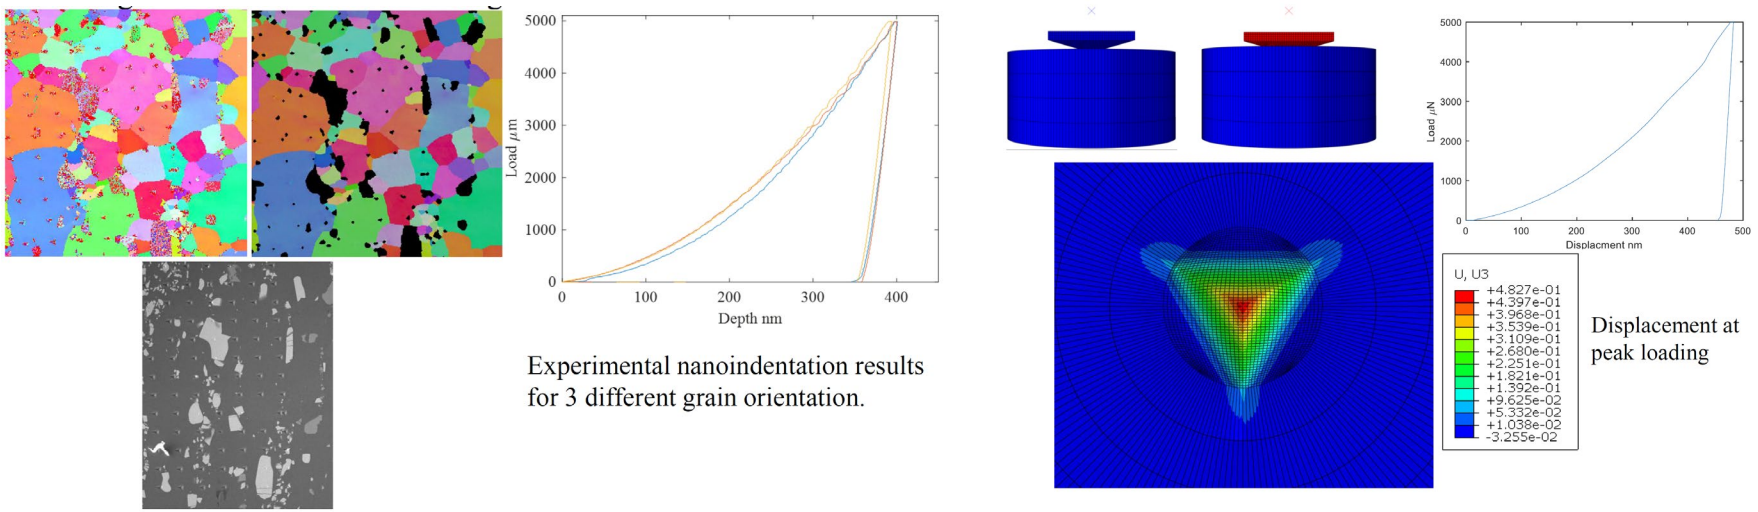 5000
4000
3000
2000
1000
0
Load μm
0
100
200
300
400
Depth nm
Experimental nanoindentation results
for 3 different grain orientation.
5000
4000
3000
2000
1000
0
Load μN
0
100
200
300
400
500
Displacment nm
U, U3
+4.827e-01
+4.397e-01
+3.968e-01
+3.539e-01
+3.109e-01
+2.680e-01
+2.251e-01
+1.821e-01
+1.392e-01
+9.625e-02
+5.332e-02
+1.038e-02
-3.255e-02
Displacement at
peak loading